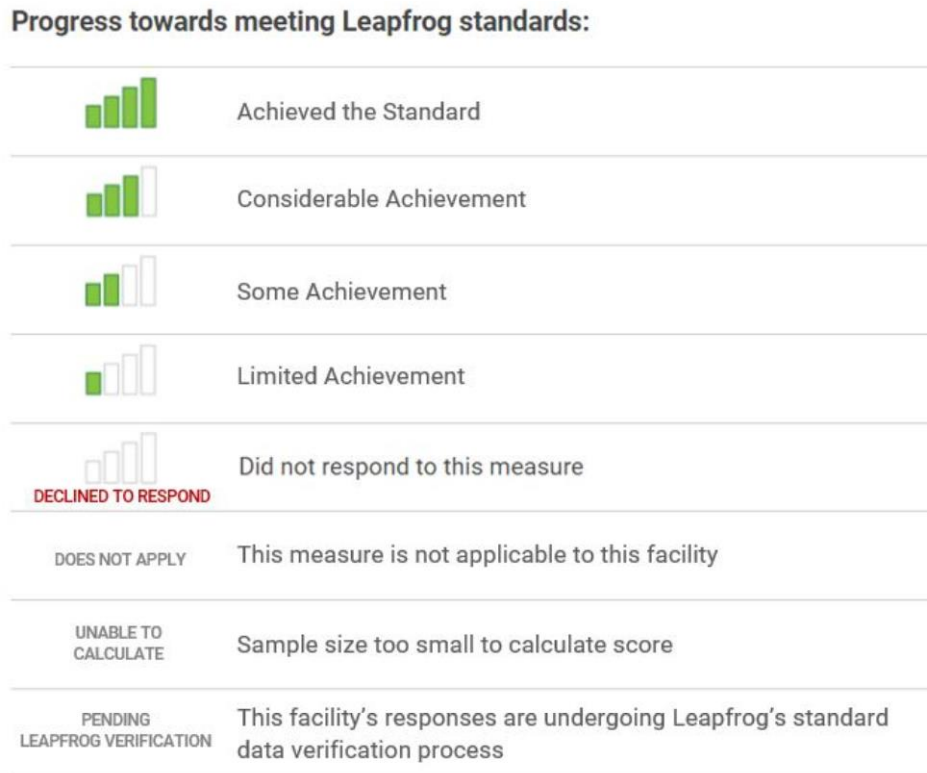 Progress towards meeting Leapfrog standards:
Achieved the Standard
Considerable Achievement
Some Achievement
Limited Achievement
DECLINED TO RESPOND
Did not respond to this measure
DOES NOT APPLY
This measure is not applicable to this facility
UNABLE TO
CALCULATE
Sample size too small to calculate score
PENDING
LEAPFROG VERIFICATION
This facility's responses are undergoing Leapfrog's standard
data verification process